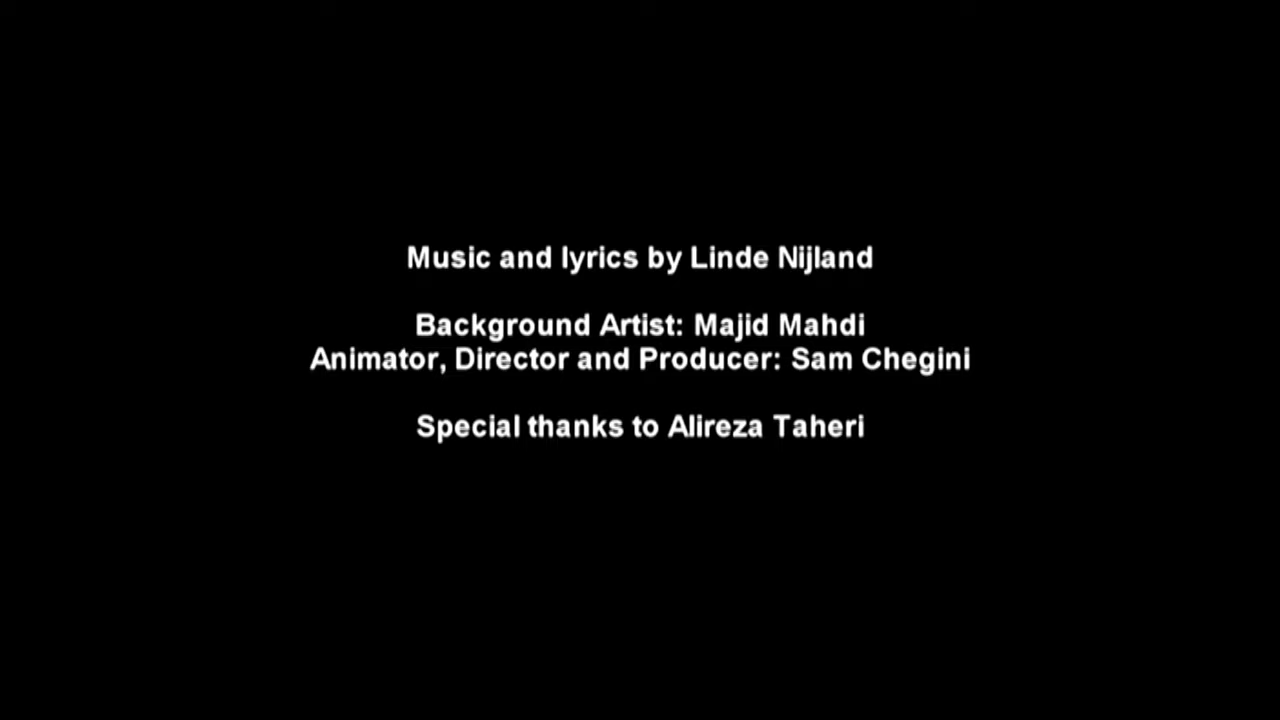 Music and lyrics by Linde Nijland
Background Artist: Majid Mahdi
Animator, Director and Producer: Sam Chegini
Special thanks to Alireza Taheri